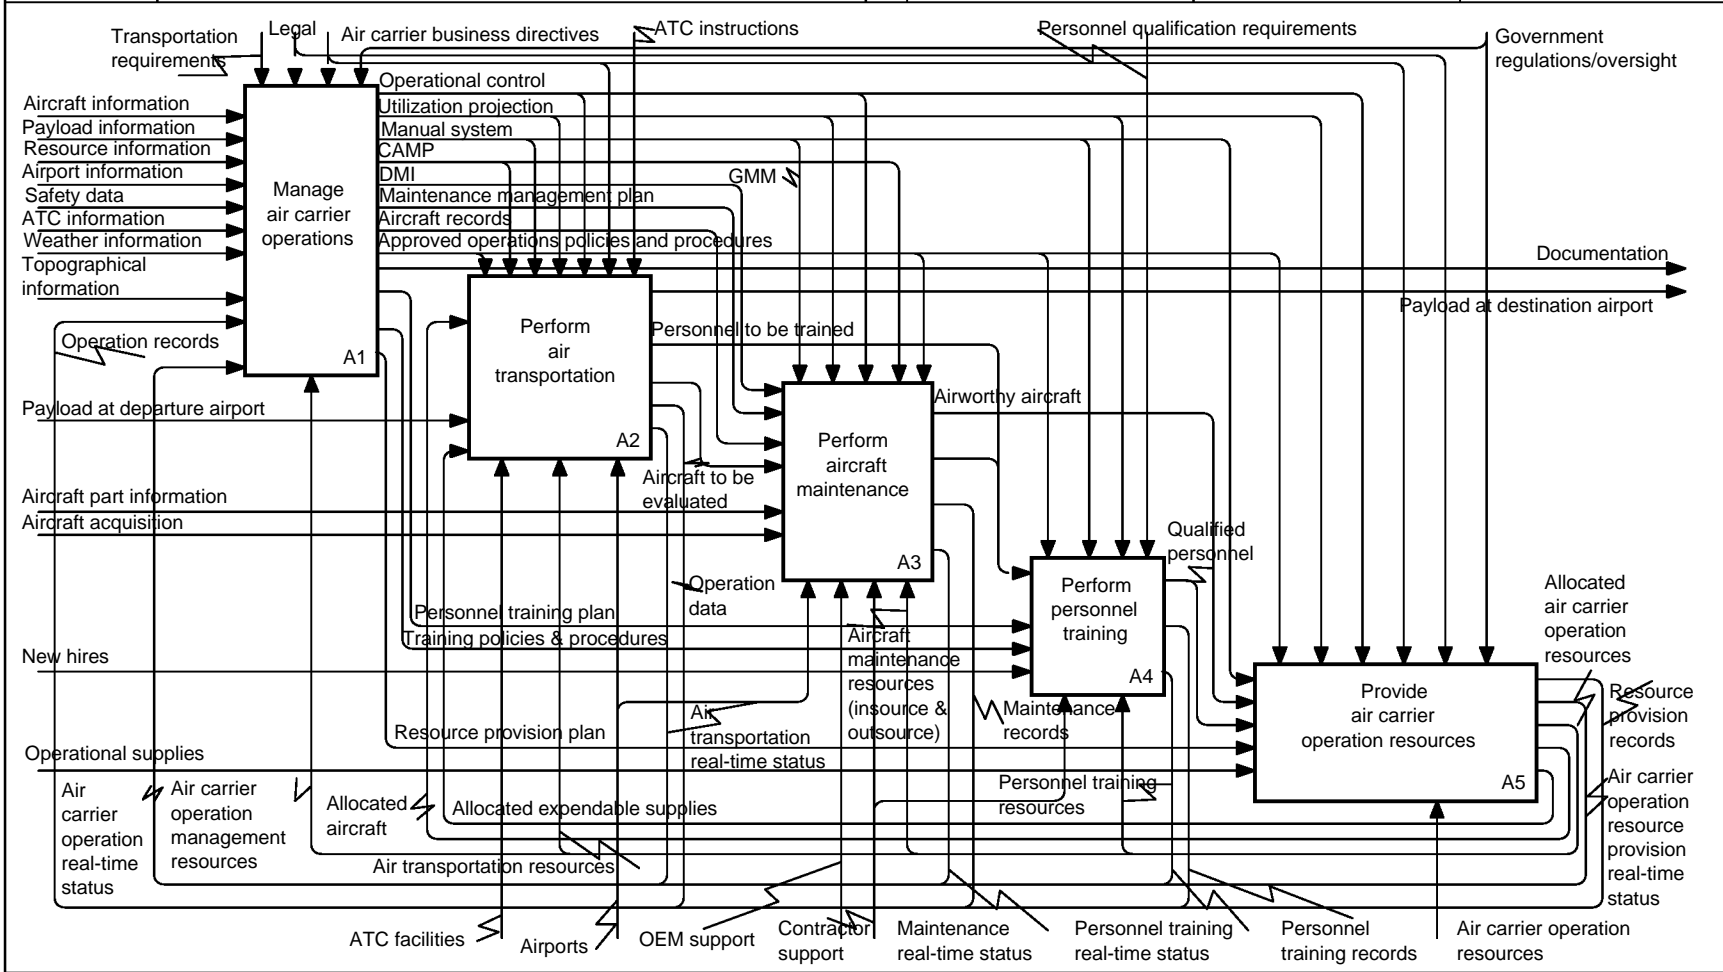 Transportation
requirements
Legal
Air carrier business directives
ATC instructions
Personnel qualification requirements
Government
regulations/oversight
Operational control
Utilization projection
Manual system
CAMP
DMI
Maintenance management plan
Aircraft records
Approved operations policies and procedures
GMM
Aircraft information
Payload information
Resource information
Airport information
Safety data
ATC information
Weather information
Topographical
information
Operation records
Manage
air carrier
operations
A1
Documentation
Payload at destination airport
Perform
air
transportation
A2
Personnel to be trained
Payload at departure airport
Airworthy aircraft
Perform
aircraft
maintenance
A3
Aircraft to be
evaluated
Aircraft part information
Aircraft acquisition
Qualified
personnel
Operation
data
Perform
personnel
training
A4
Allocated
air carrier
operation
resources
Personnel training plan
Training policies & procedures
New hires
Aircraft
maintenance
resources
(insource &
outsource)
Maintenance
records
Air
transportation
real-time status
Resource provision plan
Operational supplies
Provide
air carrier
operation resources
A5
Resource
provision
records
Personnel training
resources
Air
carrier
operation
real-time
status
Air carrier
operation
management
resources
Allocated
aircraft
Allocated expendable supplies
Air transportation resources
Air carrier
operation
resource
provision
real-time
status
ATC facilities
Airports
OEM support
Contractor
support
Maintenance
real-time status
Personnel training
real-time status
Personnel
training records
Air carrier operation
resources